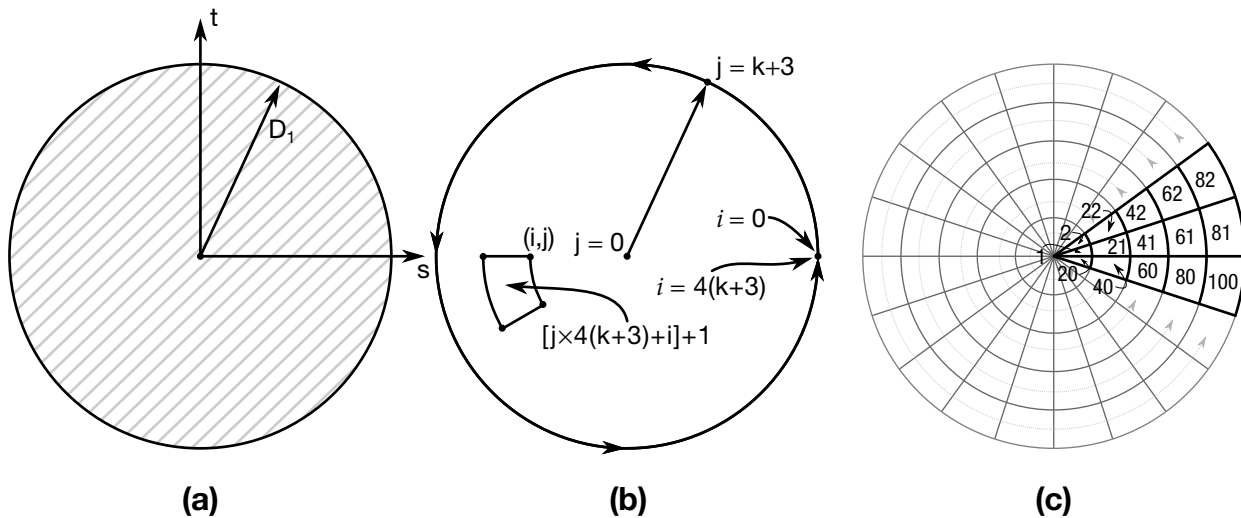 t
D₁
s
(a)
j = k+3
i = 0
(i,j)
j = 0
i = 4(k+3)
[j×4(k+3)+i]+1
(b)
82
62
22
42
2
81
61
41
21
1
20
40
60
80
100
(c)